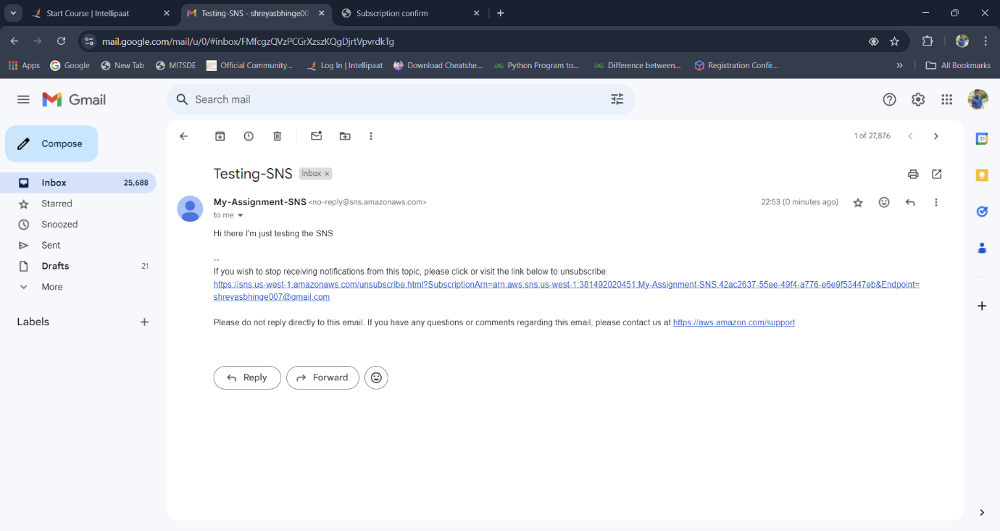 Start Course | Intellipaat
Testing-SNS - shreyasbhinge00
Subscription confirm
mail.google.com/mail/u/0/#inbox/FMfcgzQVzPCGrXzszKQgDjrtVpvrdkTg
Apps
Google
New Tab
MITSDE
Official Community...
Log In | Intellipaat
Download Cheatshe...
Python Program to...
Difference between...
Registration Confir...
All Bookmarks
Gmail
Search mail
Compose
1 of 27,876
Inbox 25,688
Starred
Snoozed
Sent
Drafts 21
More
Labels
Testing-SNS Inbox
My-Assignment-SNS <no-reply@sns.amazonaws.com> 22:53 (0 minutes ago)
to me
Hi there I'm just testing the SNS
--
If you wish to stop receiving notifications from this topic, please click or visit the link below to unsubscribe:
https://sns.us-west-1.amazonaws.com/unsubscribe.html?SubscriptionArn=arn:aws:sns:us-west-1:381492020451:My-Assignment-SNS:42ac2637-55ee-49f4-a776-e6e9f53447eb&Endpoint=
shreyasbhinge007@gmail.com
Please do not reply directly to this email. If you have any questions or comments regarding this email, please contact us at https://aws.amazon.com/support
Reply
Forward
31